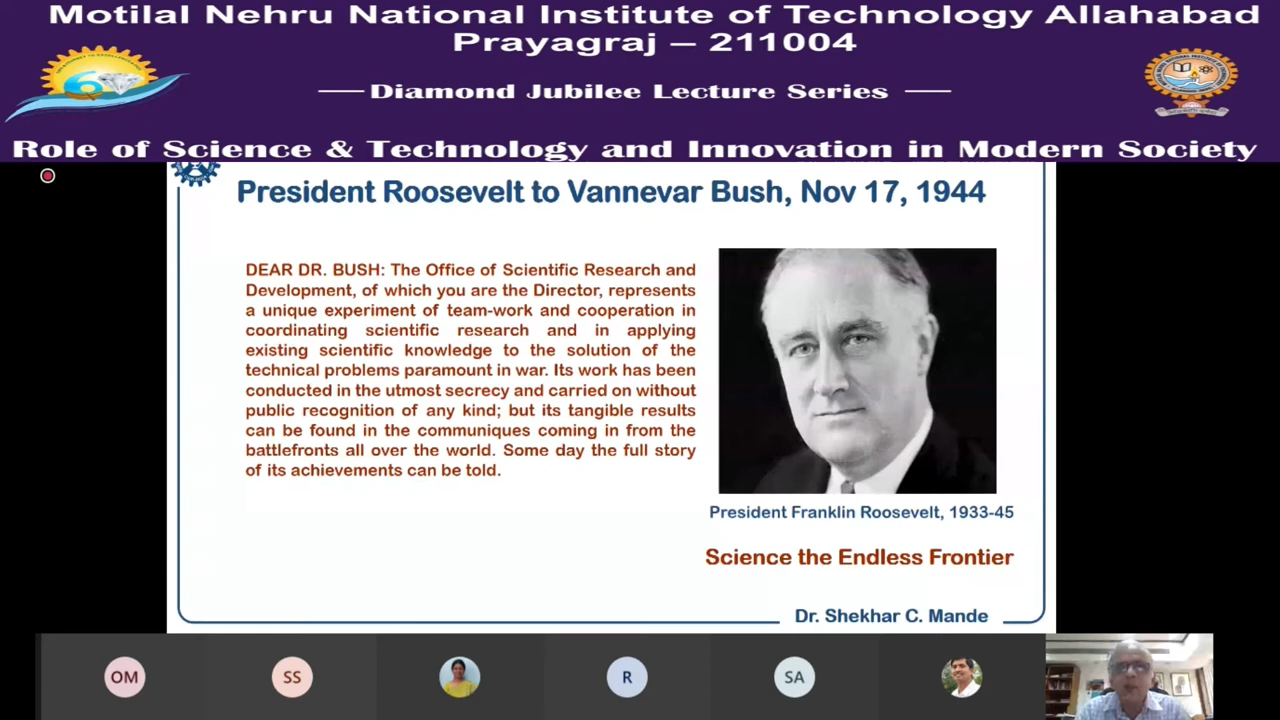 Motilal Nehru National Institute of Technology Allahabad
Prayagraj – 211004
Diamond Jubilee Lecture Series
Role of Science & Technology and Innovation in Modern Society
President Roosevelt to Vannevar Bush, Nov 17, 1944
DEAR DR. BUSH: The Office of Scientific Research and
Development, of which you are the Director, represents
a unique experiment of team-work and cooperation in
coordinating scientific research and in applying
existing scientific knowledge to the solution of the
technical problems paramount in war. Its work has been
conducted in the utmost secrecy and carried on without
public recognition of any kind; but its tangible results
can be found in the communiques coming in from the
battlefronts all over the world. Some day the full story
of its achievements can be told.
President Franklin Roosevelt, 1933-45
Science the Endless Frontier
Dr. Shekhar C. Mande
OM
SS
R
SA